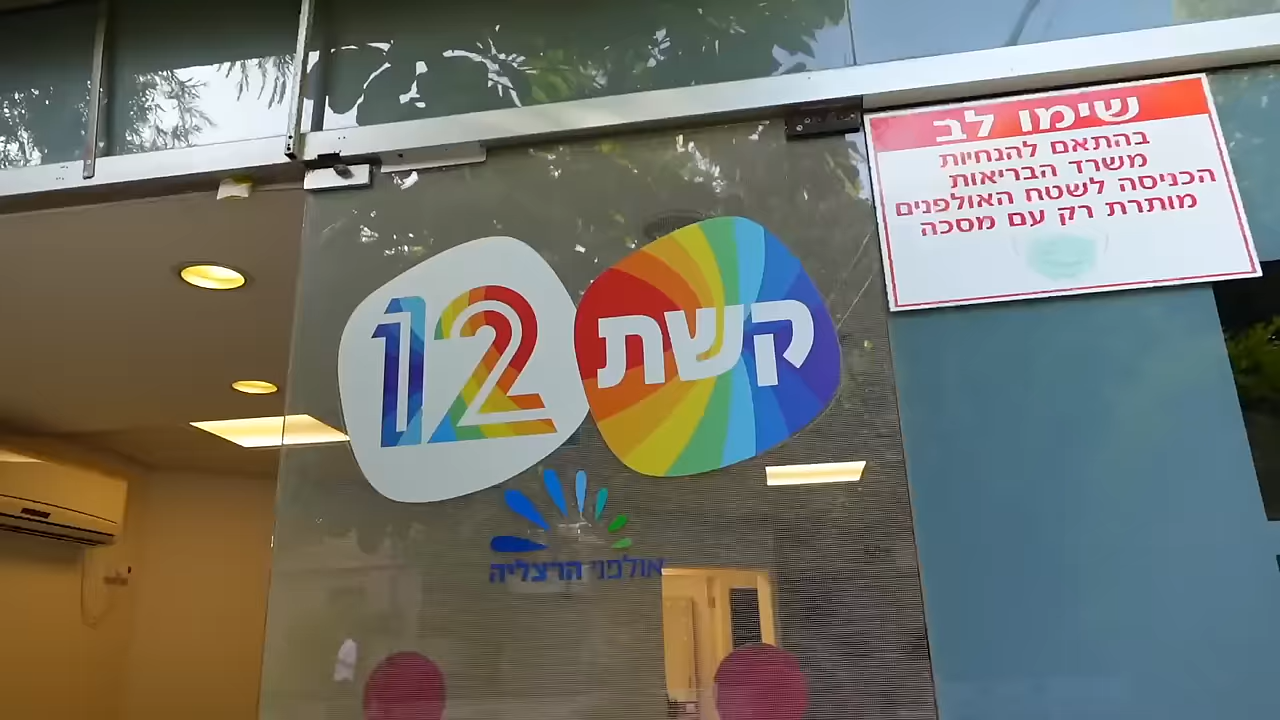 שימו לב
בהתאם להנחיות
משרד הבריאות
הכניסה לשטח האולפנים
מותרת רק עם מסכה
קשת 12
אולפני הרצליה